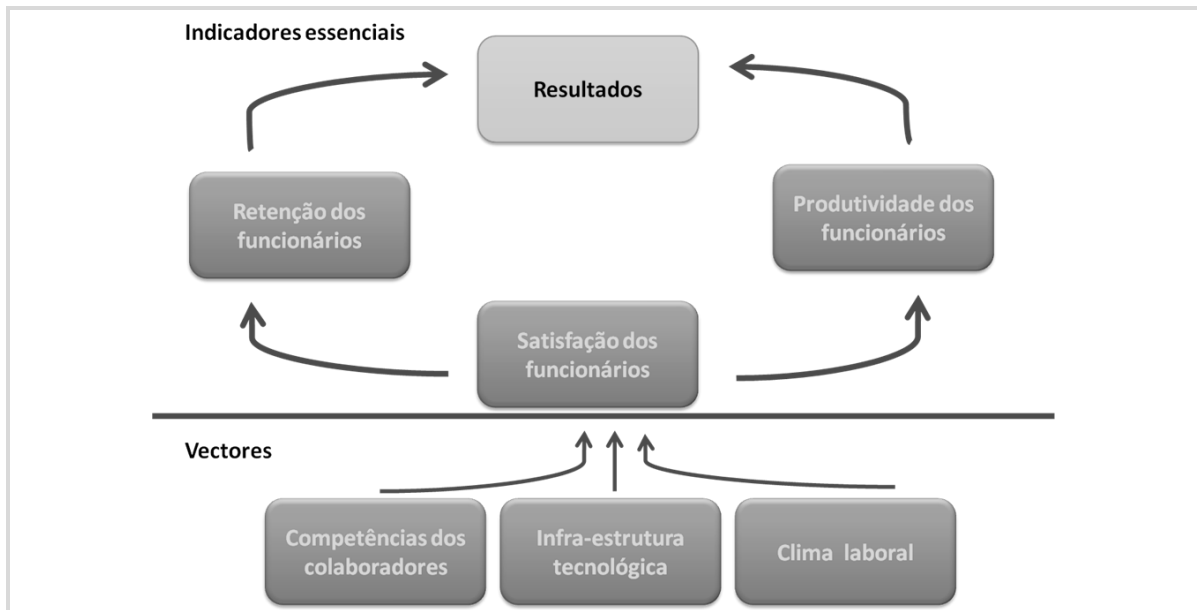 Indicadores essenciais
Resultados
Retenção dos
funcionários
Produtividade dos
funcionários
Satisfação dos
funcionários
Vectores
Competências dos
colaboradores
Infra-estrutura
tecnológica
Clima laboral